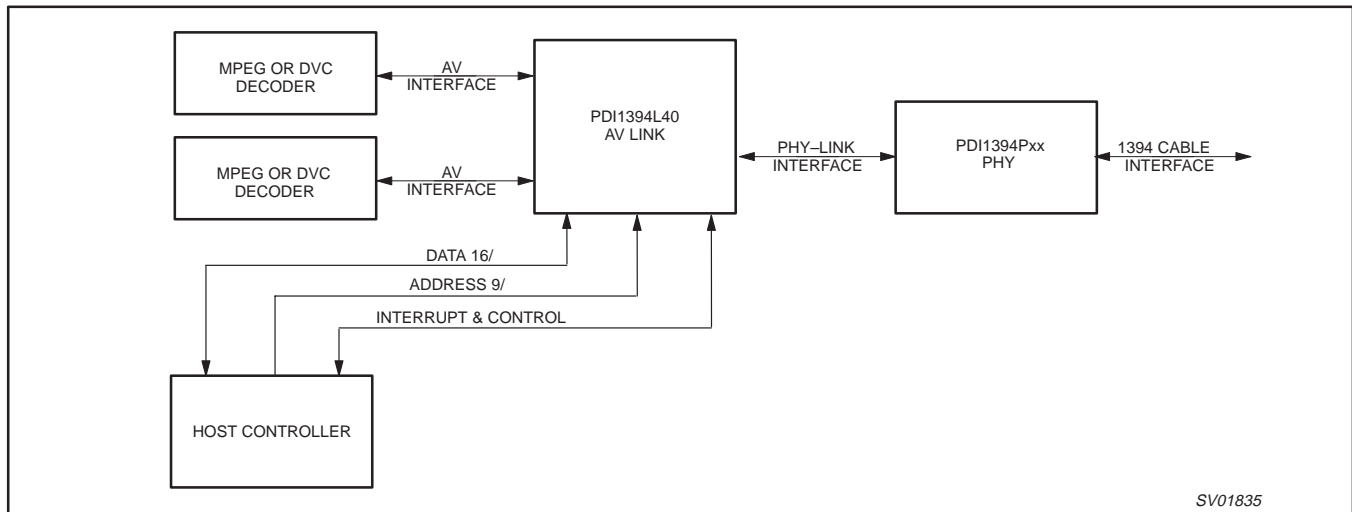 MPEG OR DVC
DECODER
AV
INTERFACE
PDI1394L40
AV LINK
PHY–LINK
INTERFACE
PDI1394Pxx
PHY
1394 CABLE
INTERFACE
MPEG OR DVC
DECODER
AV
INTERFACE
DATA 16/
ADDRESS 9/
INTERRUPT & CONTROL
HOST CONTROLLER
SV01835